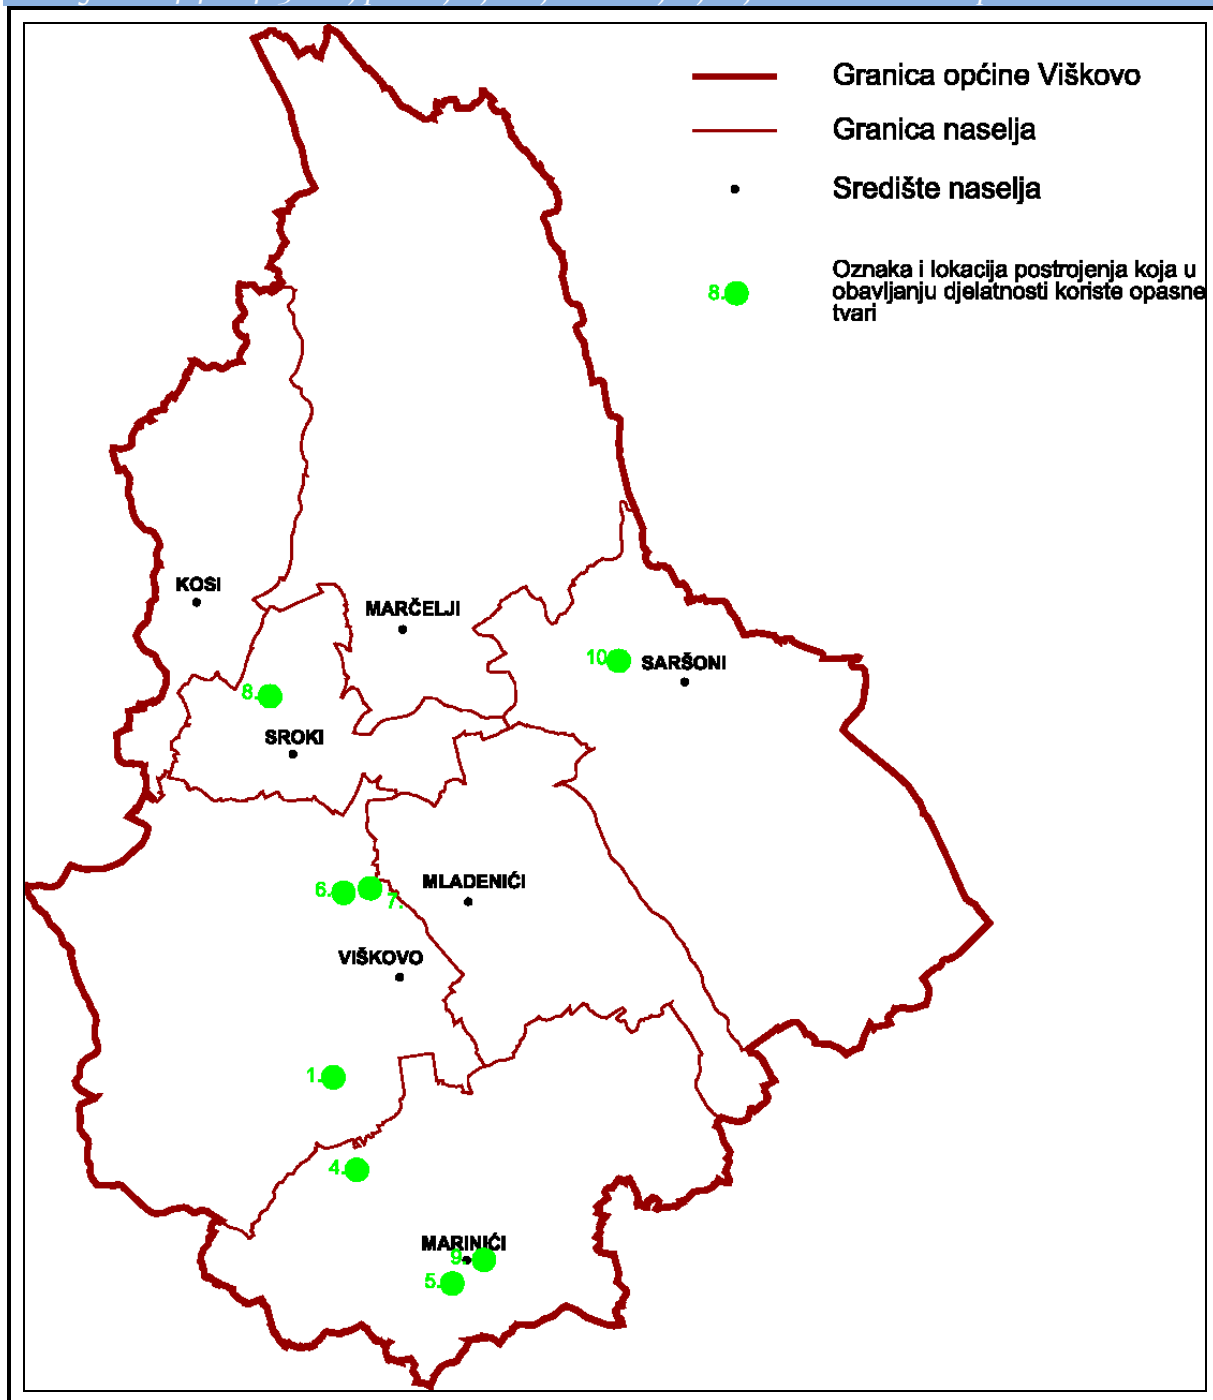 Granica općine Viškovo
Granica naselja
Središte naselja
8.
Oznaka i lokacija postrojenja koja u
obavljanju djelatnosti koriste opasne
tvari
KOSI
MARČELJI
10.
SARŠONI
8.
SROKI
6.
7.
MLADENIĆI
VIŠKOVO
1.
4.
MARINIĆI
9.
5.